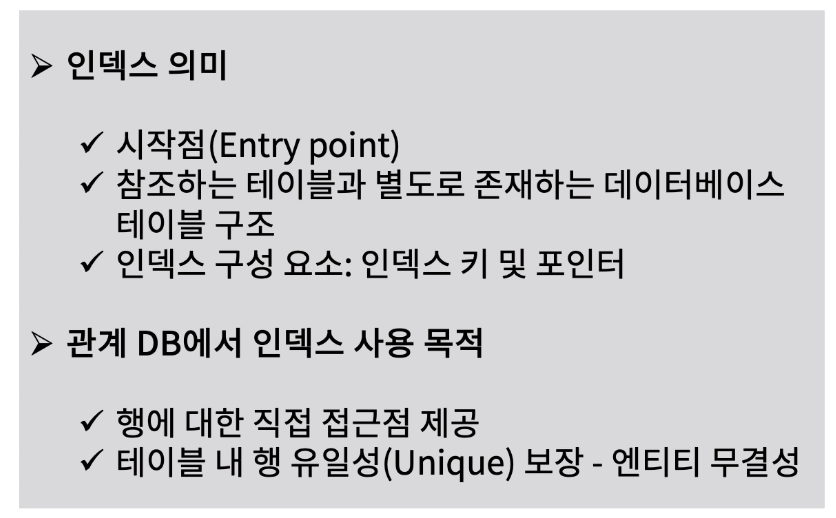 ➢ 인덱스 의미
✓ 시작점(Entry point)
✓ 참조하는 테이블과 별도로 존재하는 데이터베이스
테이블 구조
✓ 인덱스 구성 요소: 인덱스 키 및 포인터
➢ 관계 DB에서 인덱스 사용 목적
✓ 행에 대한 직접 접근점 제공
✓ 테이블 내 행 유일성(Unique) 보장 - 엔티티 무결성